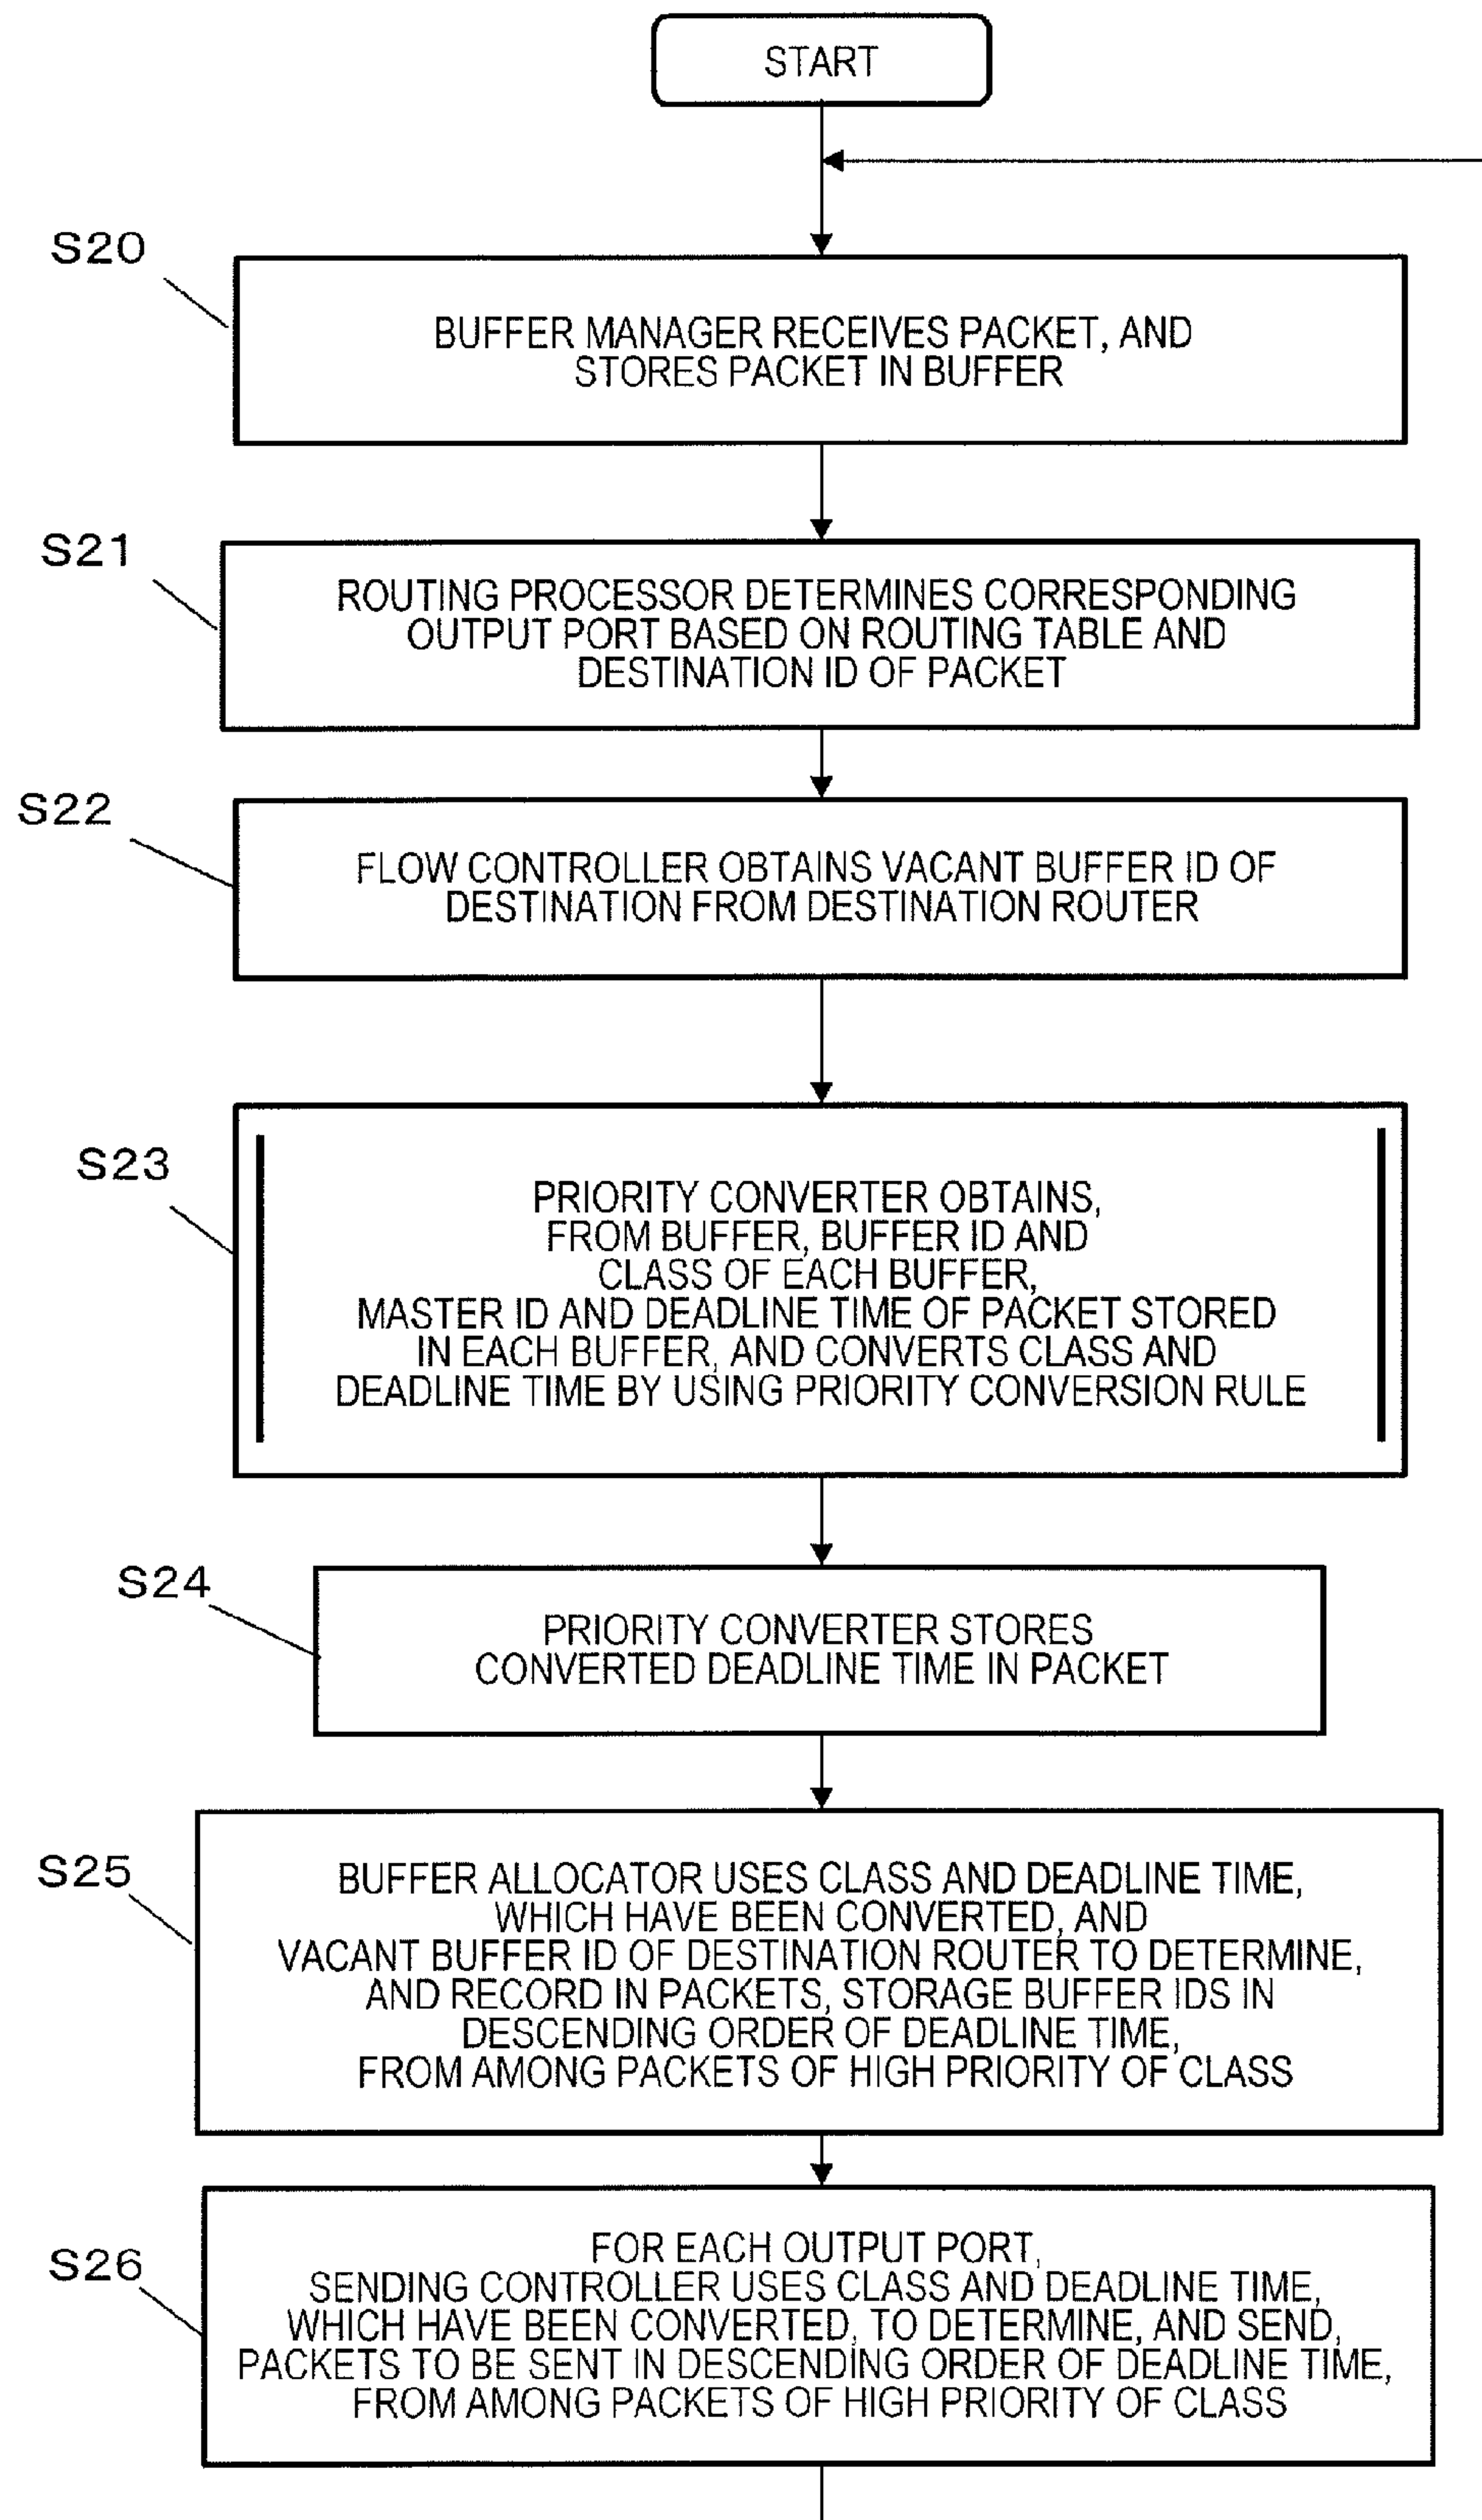 START
S20
BUFFER MANAGER RECEIVES PACKET, AND
STORES PACKET IN BUFFER
S21
ROUTING PROCESSOR DETERMINES CORRESPONDING
OUTPUT PORT BASED ON ROUTING TABLE AND
DESTINATION ID OF PACKET
S22
FLOW CONTROLLER OBTAINS VACANT BUFFER ID OF
DESTINATION FROM DESTINATION ROUTER
S23
PRIORITY CONVERTER OBTAINS,
FROM BUFFER, BUFFER ID AND
CLASS OF EACH BUFFER,
MASTER ID AND DEADLINE TIME OF PACKET STORED
IN EACH BUFFER, AND CONVERTS CLASS AND
DEADLINE TIME BY USING PRIORITY CONVERSION RULE
S24
PRIORITY CONVERTER STORES
CONVERTED DEADLINE TIME IN PACKET
S25
BUFFER ALLOCATOR USES CLASS AND DEADLINE TIME,
WHICH HAVE BEEN CONVERTED, AND
VACANT BUFFER ID OF DESTINATION ROUTER TO DETERMINE,
AND RECORD IN PACKETS, STORAGE BUFFER IDS IN
DESCENDING ORDER OF DEADLINE TIME,
FROM AMONG PACKETS OF HIGH PRIORITY OF CLASS
S26
FOR EACH OUTPUT PORT,
SENDING CONTROLLER USES CLASS AND DEADLINE TIME,
WHICH HAVE BEEN CONVERTED, TO DETERMINE, AND SEND,
PACKETS TO BE SENT IN DESCENDING ORDER OF DEADLINE TIME,
FROM AMONG PACKETS OF HIGH PRIORITY OF CLASS